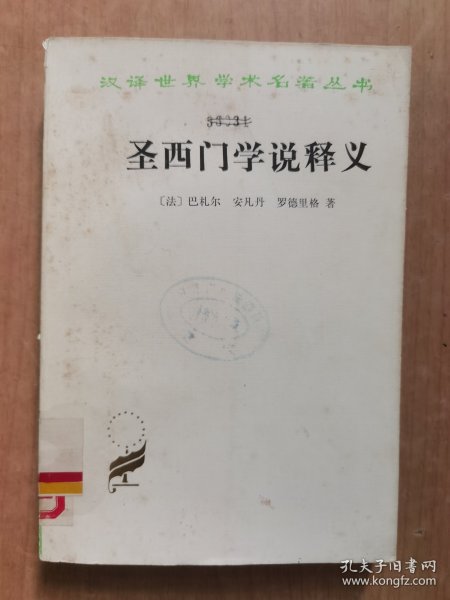 汉译世界学术名著丛书
圣西门学说释义
〔法〕巴札尔 安凡丹 罗德里格 著
孔夫子旧书网
www.kongfz.com